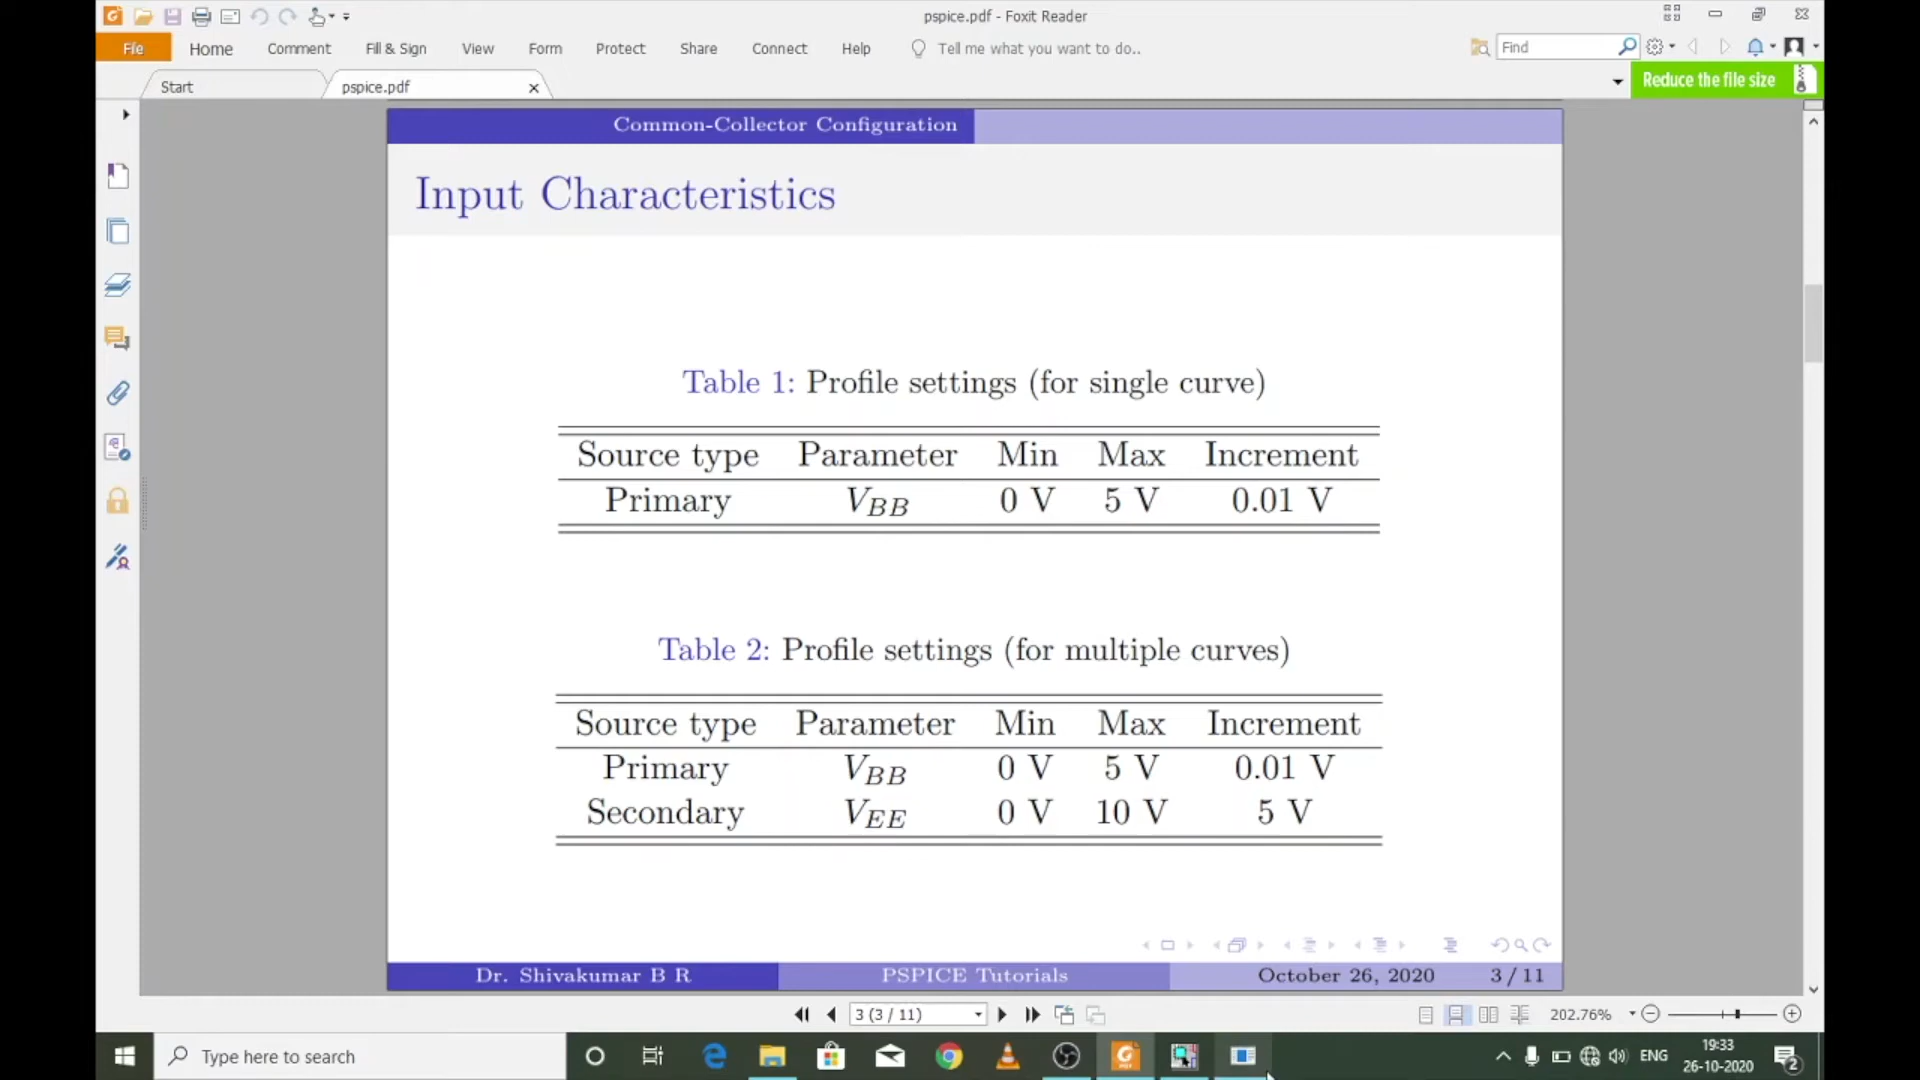 pspice.pdf - Foxit Reader
File Home Comment Fill & Sign View Form Protect Share Connect Help Tell me what you want to do.. Find
Start pspice.pdf Reduce the file size
Common-Collector Configuration
Input Characteristics
Table 1: Profile settings (for single curve)
Source type Parameter Min Max Increment
Primary VBB 0 V 5 V 0.01 V
Table 2: Profile settings (for multiple curves)
Source type Parameter Min Max Increment
Primary VBB 0 V 5 V 0.01 V
Secondary VEE 0 V 10 V 5 V
Dr. Shivakumar B R PSPICE Tutorials October 26, 2020 3 / 11
3 (3 / 11) 202.76%
Type here to search ENG 19:33
26-10-2020 2